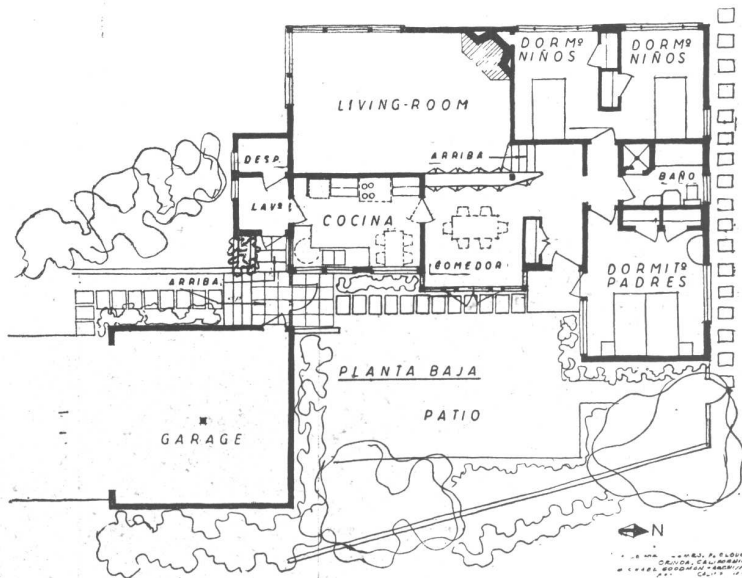 DORMº
NIÑOS
DORMº
NIÑOS
LIVING-ROOM
DESP.
ARRIBA
BAÑO
LAVº
COCINA
COMEDOR
DORMITº
PADRES
ARRIBA
PLANTA BAJA
PATIO
GARAGE
N
ORINDA, CALIFORNIA
GOODMAN